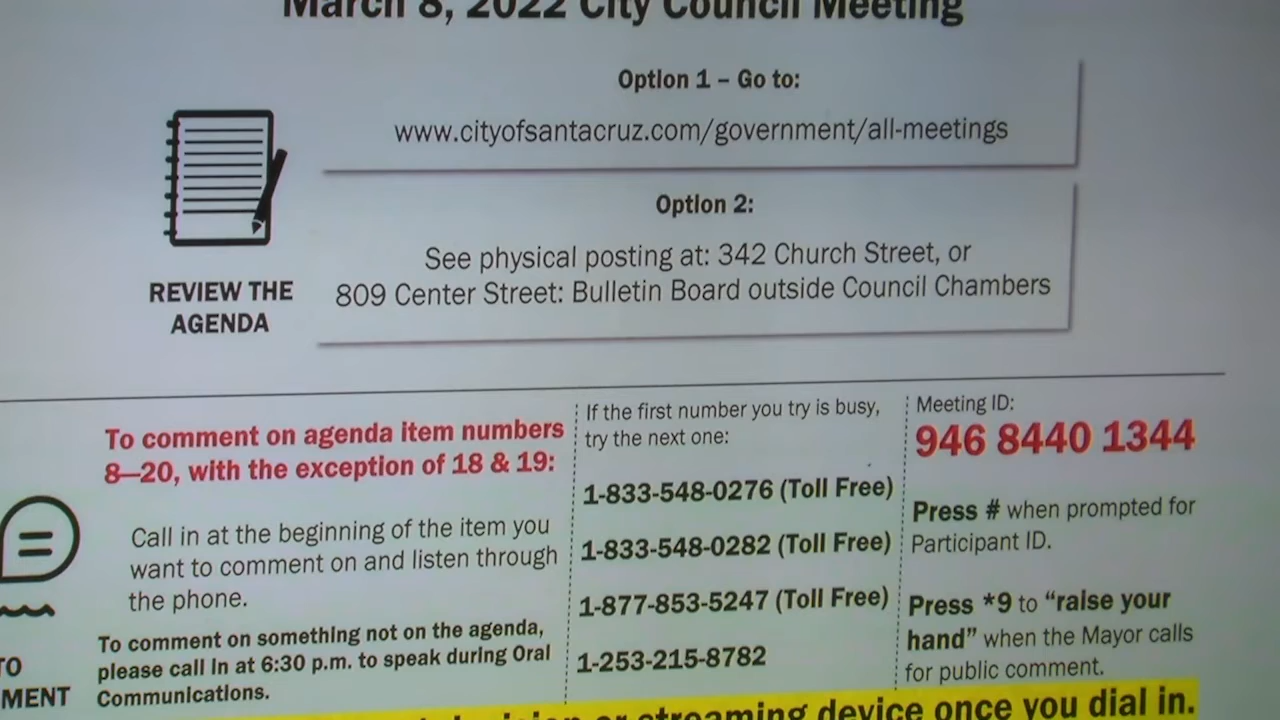 March 8, 2022 City Council Meeting
Option 1 – Go to:
www.cityofsantacruz.com/government/all-meetings
Option 2:
See physical posting at: 342 Church Street, or
809 Center Street: Bulletin Board outside Council Chambers
REVIEW THE
AGENDA
To comment on agenda item numbers
8—20, with the exception of 18 & 19:
Call in at the beginning of the item you
want to comment on and listen through
the phone.
To comment on something not on the agenda,
please call in at 6:30 p.m. to speak during Oral
Communications.
If the first number you try is busy,
try the next one:
1-833-548-0276 (Toll Free)
1-833-548-0282 (Toll Free)
1-877-853-5247 (Toll Free)
1-253-215-8782
Meeting ID:
946 8440 1344
Press # when prompted for
Participant ID.
Press *9 to “raise your
hand” when the Mayor calls
for public comment.
or streaming device once you dial in.